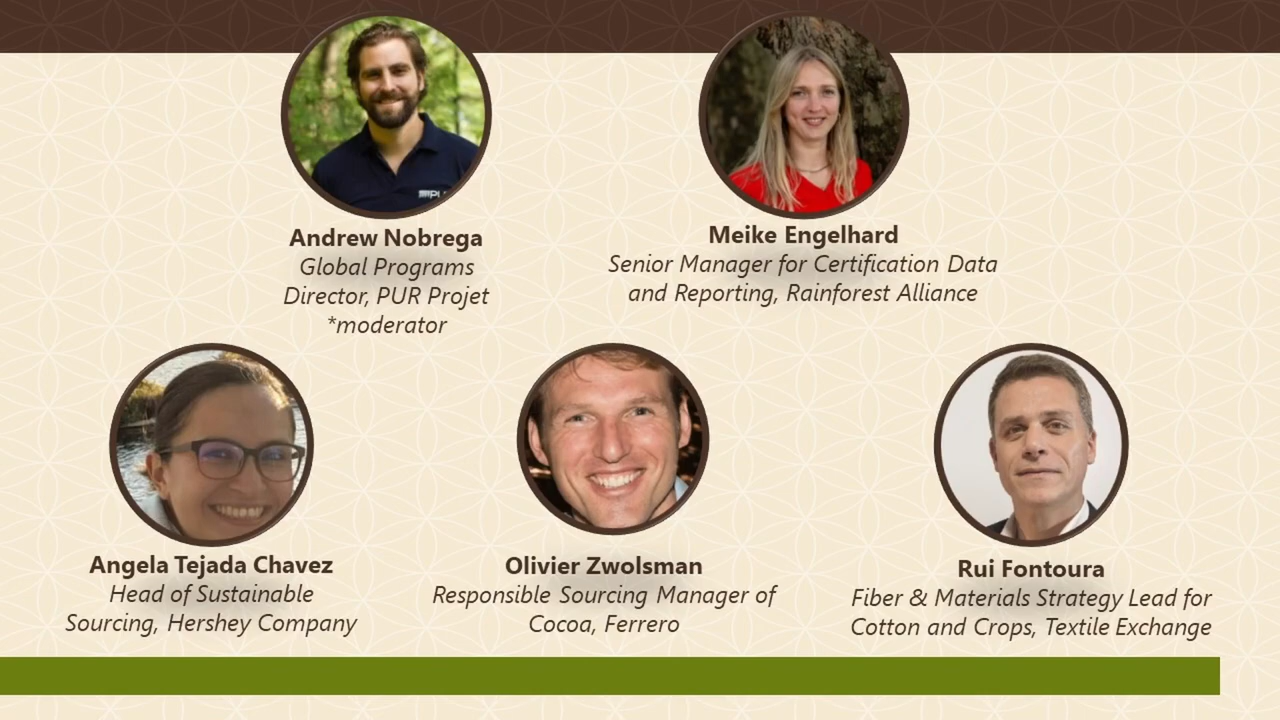 Andrew Nobrega
Global Programs
Director, PUR Projet
*moderator
Meike Engelhard
Senior Manager for Certification Data
and Reporting, Rainforest Alliance
Angela Tejada Chavez
Head of Sustainable
Sourcing, Hershey Company
Olivier Zwolsman
Responsible Sourcing Manager of
Cocoa, Ferrero
Rui Fontoura
Fiber & Materials Strategy Lead for
Cotton and Crops, Textile Exchange